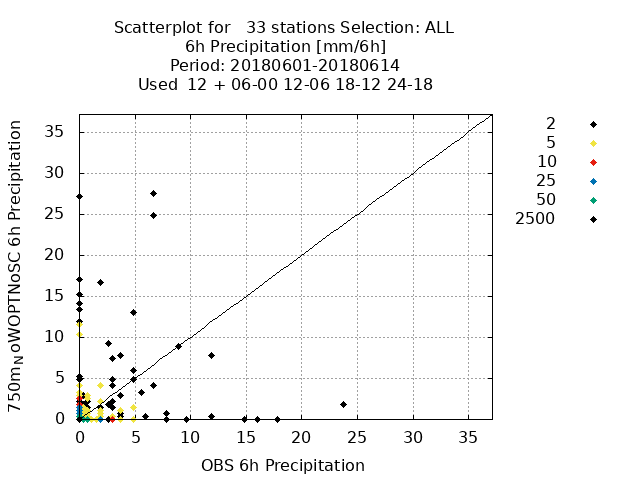 Scatterplot for 33 stations Selection: ALL
6h Precipitation [mm/6h]
Period: 20180601-20180614
Used 12 + 06-00 12-06 18-12 24-18
750mNoWOPTNoSC 6h Precipitation
35
30
25
20
15
10
5
0
0 5 10 15 20 25 30 35
OBS 6h Precipitation
2
5
10
25
50
2500